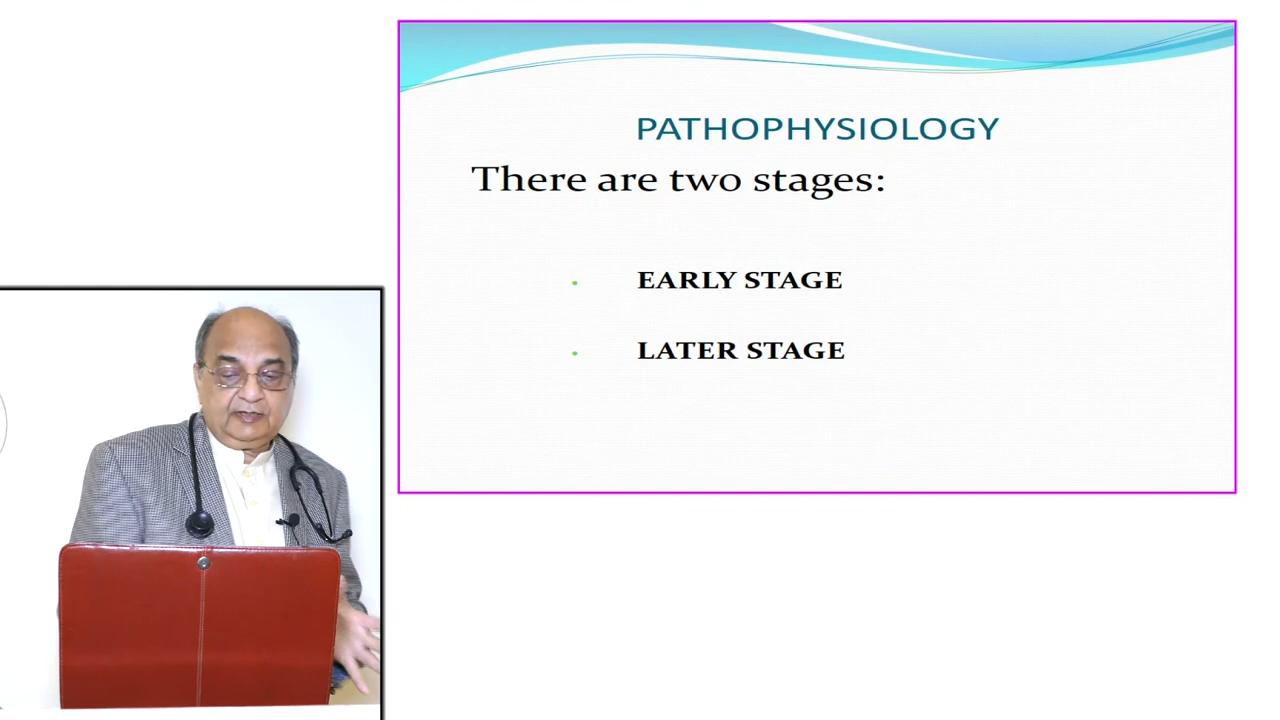 PATHOPHYSIOLOGY
There are two stages:
EARLY STAGE
LATER STAGE